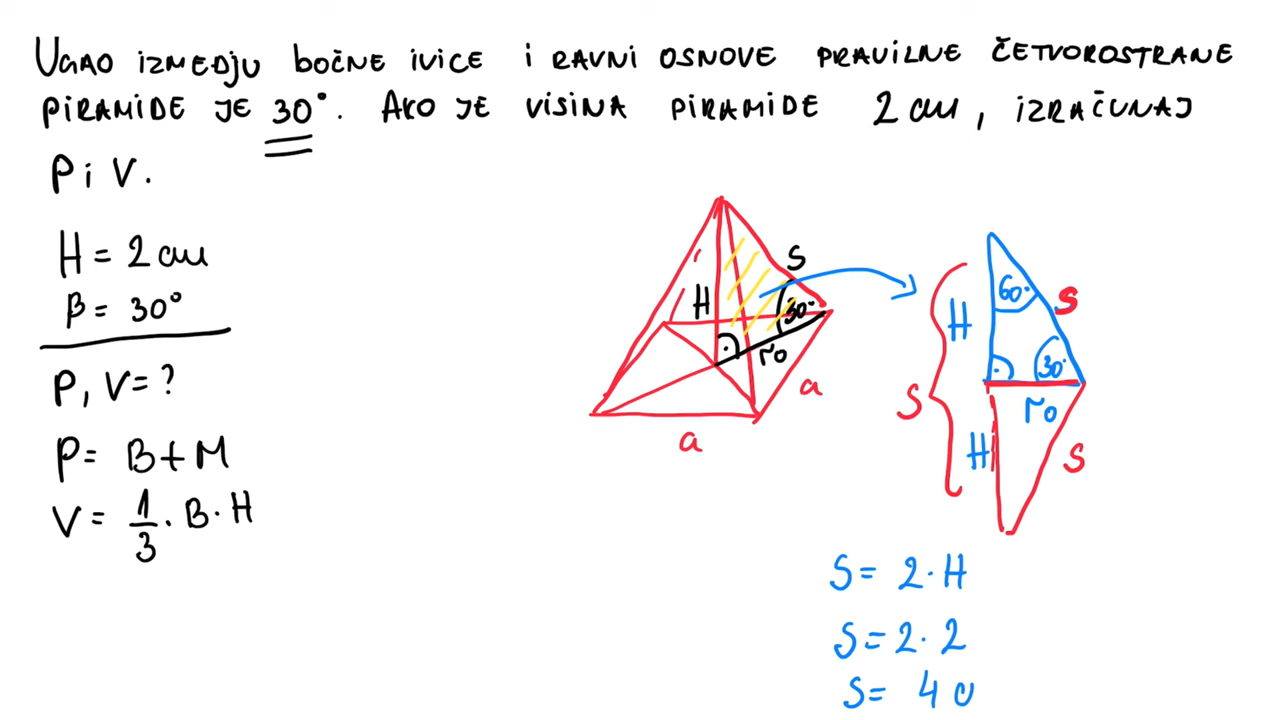 UGAO IZMEDJU BOČNE IVICE I RAVNI OSNOVE PRAVILNE ČETVOROSTRANE
PIRAMIDE JE 30°. AKO JE VISINA PIRAMIDE 2 cm, IZRAČUNAJ
P i V.
H = 2 cm
β = 30°
P, V = ?
P = B + M
V = 1/3 · B · H
H
s
30°
r₀
a
a
60°
H
s
30°
r₀
s
H
s
S = 2 · H
S = 2 · 2
S = 4 c